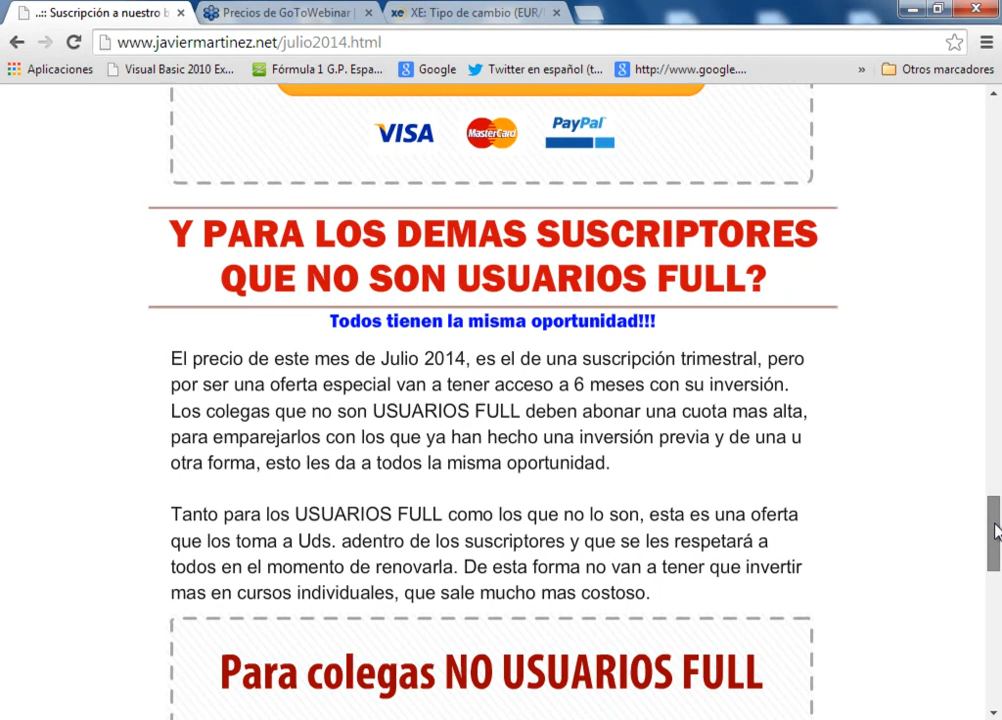 ..:: Suscripción a nuestro b
Precios de GoToWebinar |
XE: Tipo de cambio (EUR/
www.javiermartinez.net/julio2014.html
Aplicaciones
Visual Basic 2010 Ex...
Fórmula 1 G.P. Espa...
Google
Twitter en español (t...
http://www.google....
»
Otros marcadores
VISA
MasterCard
PayPal
Y PARA LOS DEMAS SUSCRIPTORES
QUE NO SON USUARIOS FULL?
Todos tienen la misma oportunidad!!!
El precio de este mes de Julio 2014, es el de una suscripción trimestral, pero
por ser una oferta especial van a tener acceso a 6 meses con su inversión.
Los colegas que no son USUARIOS FULL deben abonar una cuota mas alta,
para emparejarlos con los que ya han hecho una inversión previa y de una u
otra forma, esto les da a todos la misma oportunidad.
Tanto para los USUARIOS FULL como los que no lo son, esta es una oferta
que los toma a Uds. adentro de los suscriptores y que se les respetará a
todos en el momento de renovarla. De esta forma no van a tener que invertir
mas en cursos individuales, que sale mucho mas costoso.
Para colegas NO USUARIOS FULL